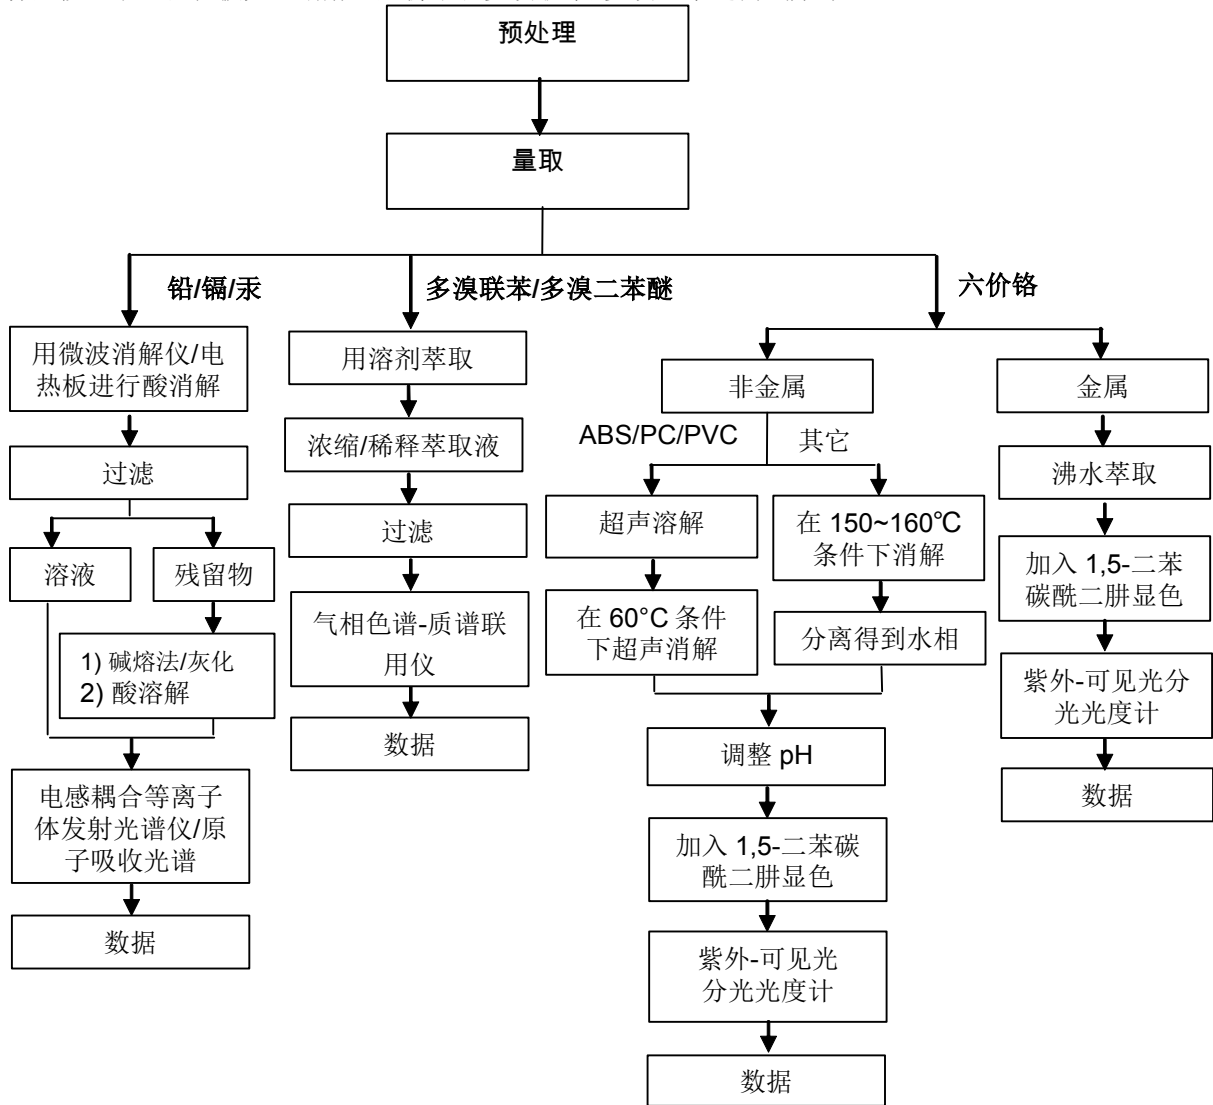 预处理
量取
铅/镉/汞
多溴联苯/多溴二苯醚
六价铬
用微波消解仪/电
热板进行酸消解
过滤
溶液
残留物
1) 碱熔法/灰化
2) 酸溶解
电感耦合等离子
体发射光谱仪/原
子吸收光谱
数据
用溶剂萃取
浓缩/稀释萃取液
过滤
气相色谱-质谱联
用仪
数据
非金属
ABS/PC/PVC
其它
超声溶解
在 60°C 条件
下超声消解
在 150~160℃
条件下消解
分离得到水相
调整 pH
加入 1,5-二苯碳
酰二肼显色
紫外-可见光
分光光度计
数据
金属
沸水萃取
加入 1,5-二苯
碳酰二肼显色
紫外-可见光分
光光度计
数据